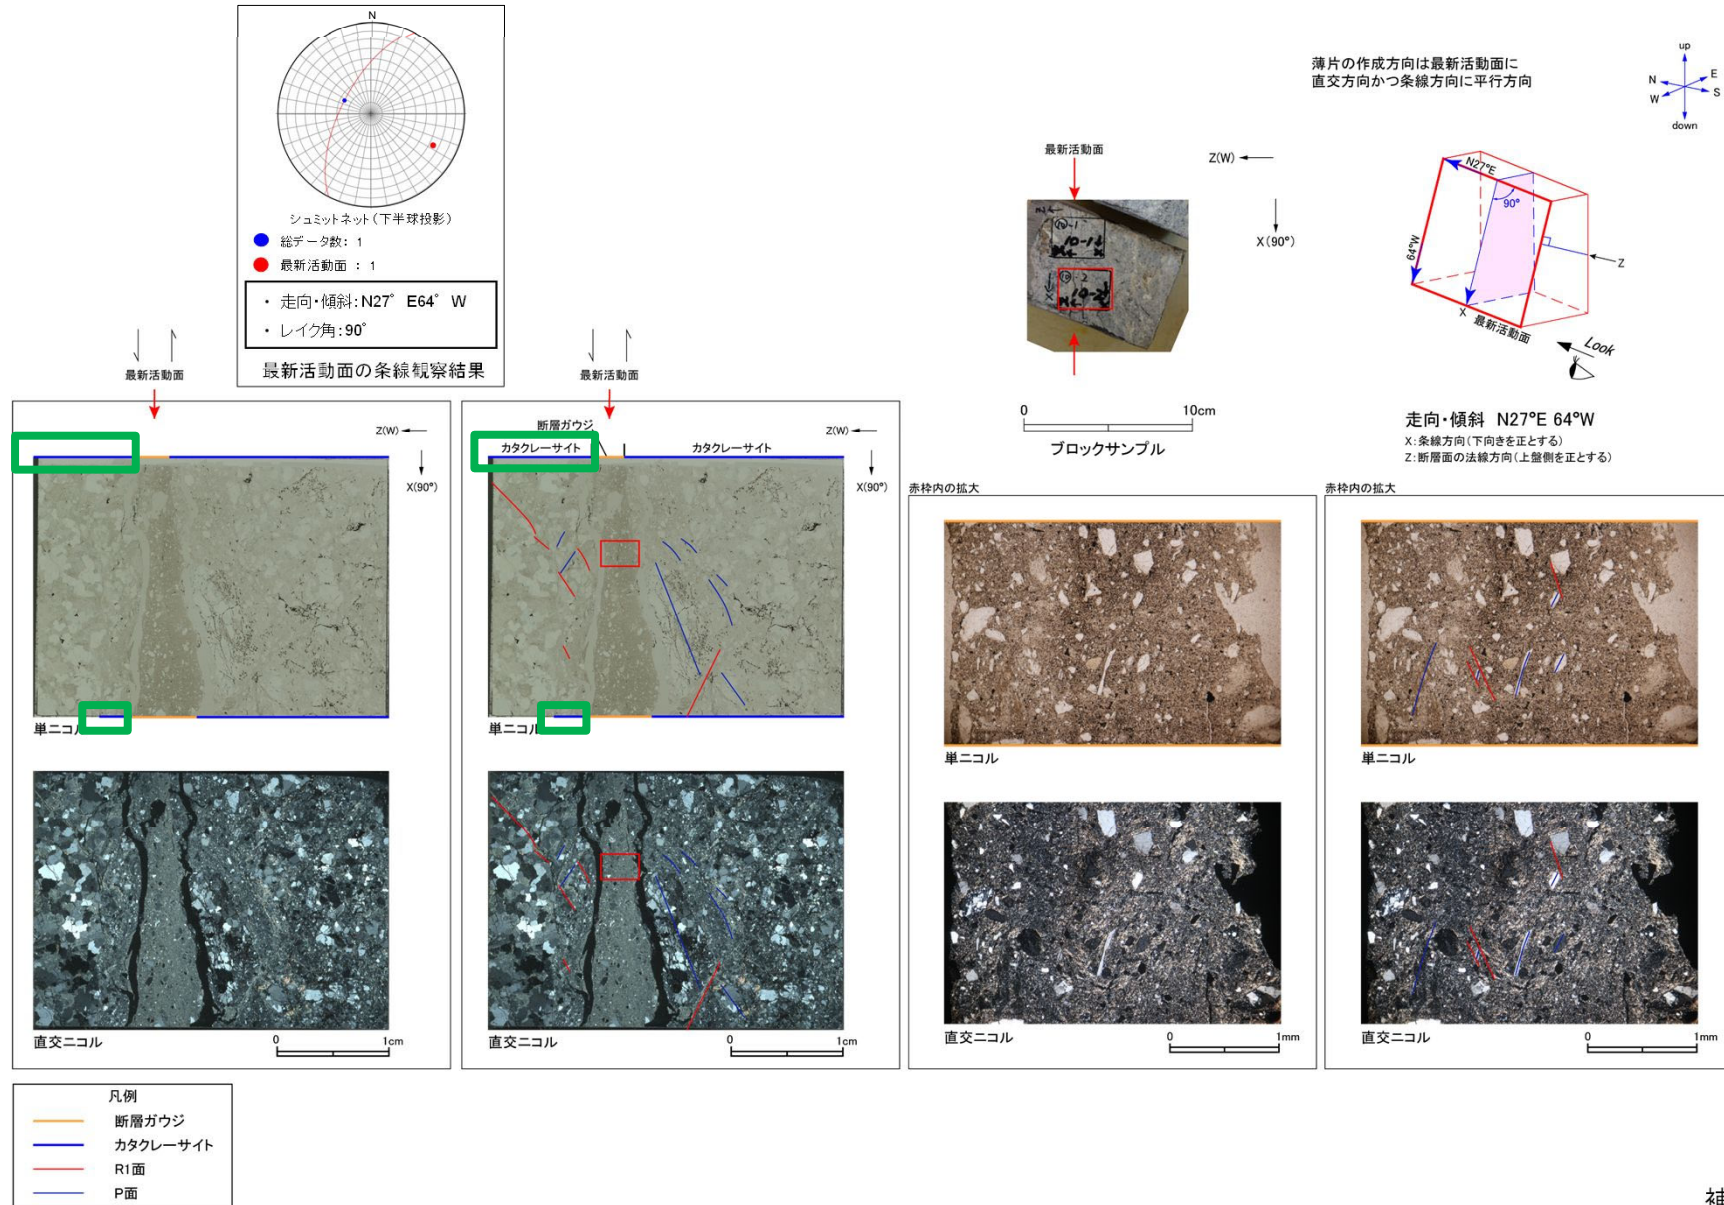 N
シュミットネット(下半球投影)
総データ数: 1
最新活動面 : 1
・ 走向・傾斜:N27° E64° W
・ レイク角:90°
最新活動面の条線観察結果
薄片の作成方向は最新活動面に
直交方向かつ条線方向に平行方向
up
N
E
W
S
down
最新活動面
Z(W)
X(90°)
10-1
10-2
0
10cm
ブロックサンプル
N27°E
90°
64°W
Z
X
最新活動面
Look
走向・傾斜 N27°E 64°W
X:条線方向(下向きを正とする)
Z:断層面の法線方向(上盤側を正とする)
最新活動面
Z(W)
X(90°)
単ニコル
直交ニコル
0
1cm
最新活動面
断層ガウジ
カタクレーサイト
カタクレーサイト
Z(W)
X(90°)
単ニコル
直交ニコル
0
1cm
赤枠内の拡大
単ニコル
直交ニコル
0
1mm
赤枠内の拡大
単ニコル
直交ニコル
0
1mm
凡例
断層ガウジ
カタクレーサイト
R1面
P面
補